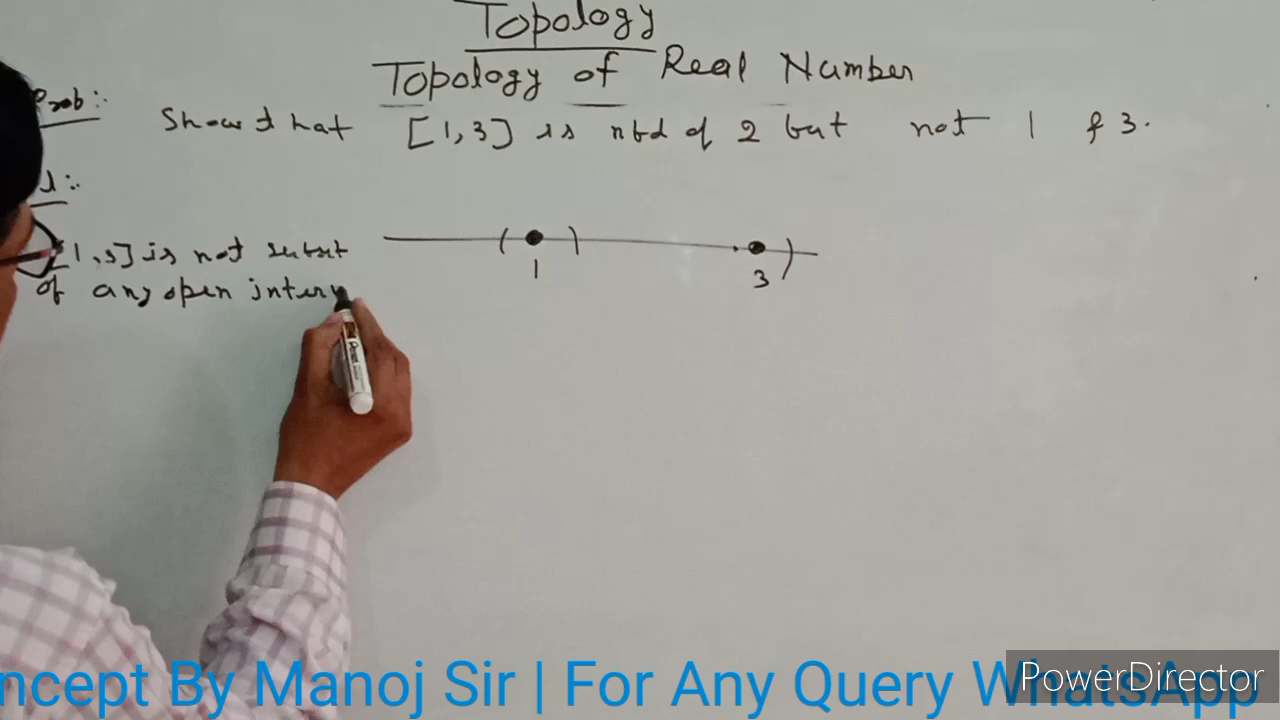 Topology
Topology of Real Number
Prob:-
Show that [1,3] is nbd of 2 but not 1 & 3.
[1,3] is not subset
of any open interv
1
3
ncept By Manoj Sir | For Any Query WhatsApp
PowerDirector